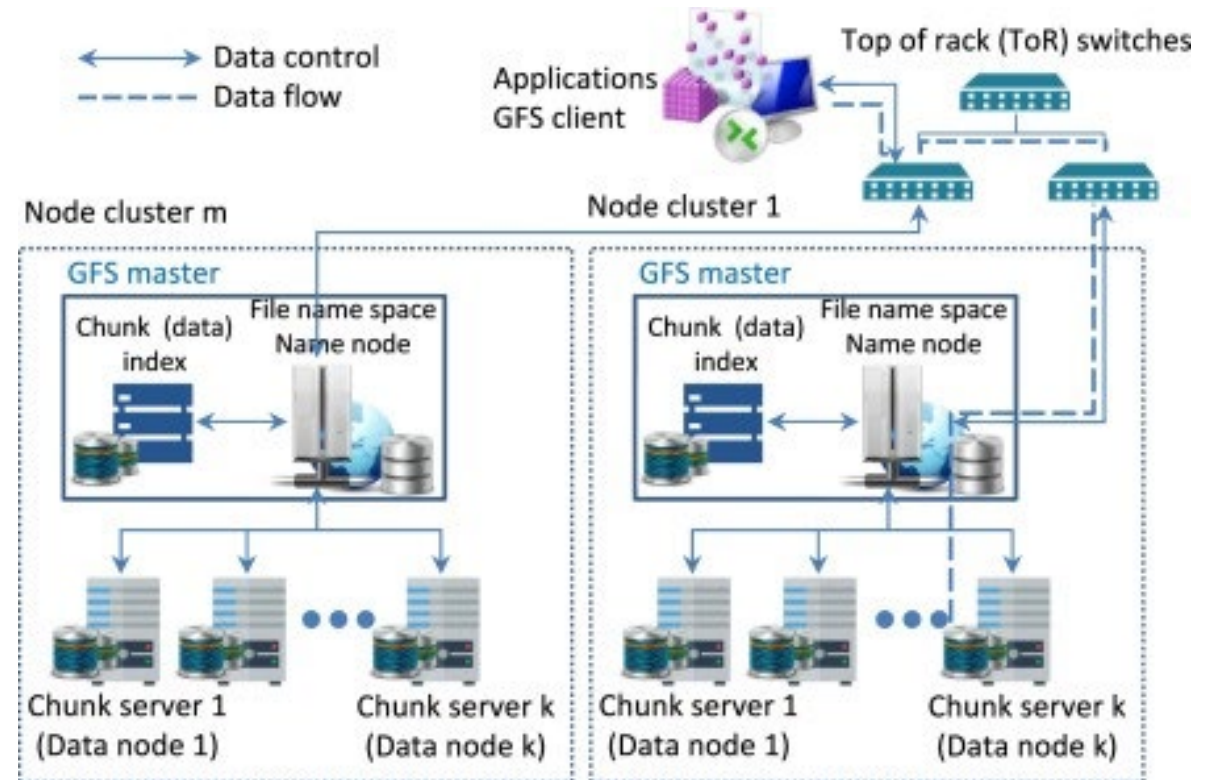 Data control
Data flow
Applications
GFS client
Top of rack (ToR) switches
Node cluster m
Node cluster 1
GFS master
Chunk (data)
index
File name space
Name node
GFS master
Chunk (data)
index
File name space
Name node
Chunk server 1
(Data node 1)
Chunk server k
(Data node k)
Chunk server 1
(Data node 1)
Chunk server k
(Data node k)